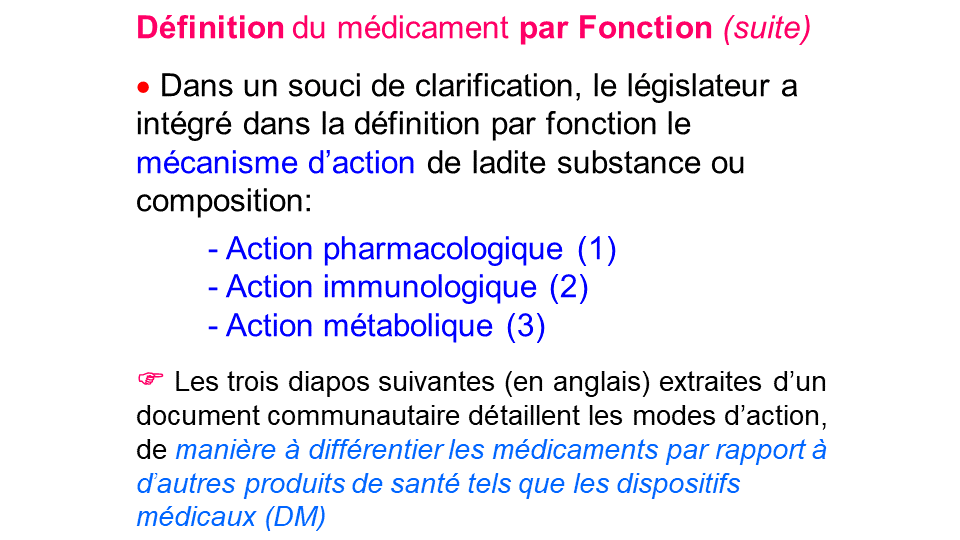 Définition du médicament par Fonction (suite)
• Dans un souci de clarification, le législateur a
intégré dans la définition par fonction le
mécanisme d’action de ladite substance ou
composition:
- Action pharmacologique (1)
- Action immunologique (2)
- Action métabolique (3)
☞ Les trois diapos suivantes (en anglais) extraites d’un
document communautaire détaillent les modes d’action,
de manière à différentier les médicaments par rapport à
d’autres produits de santé tels que les dispositifs
médicaux (DM)